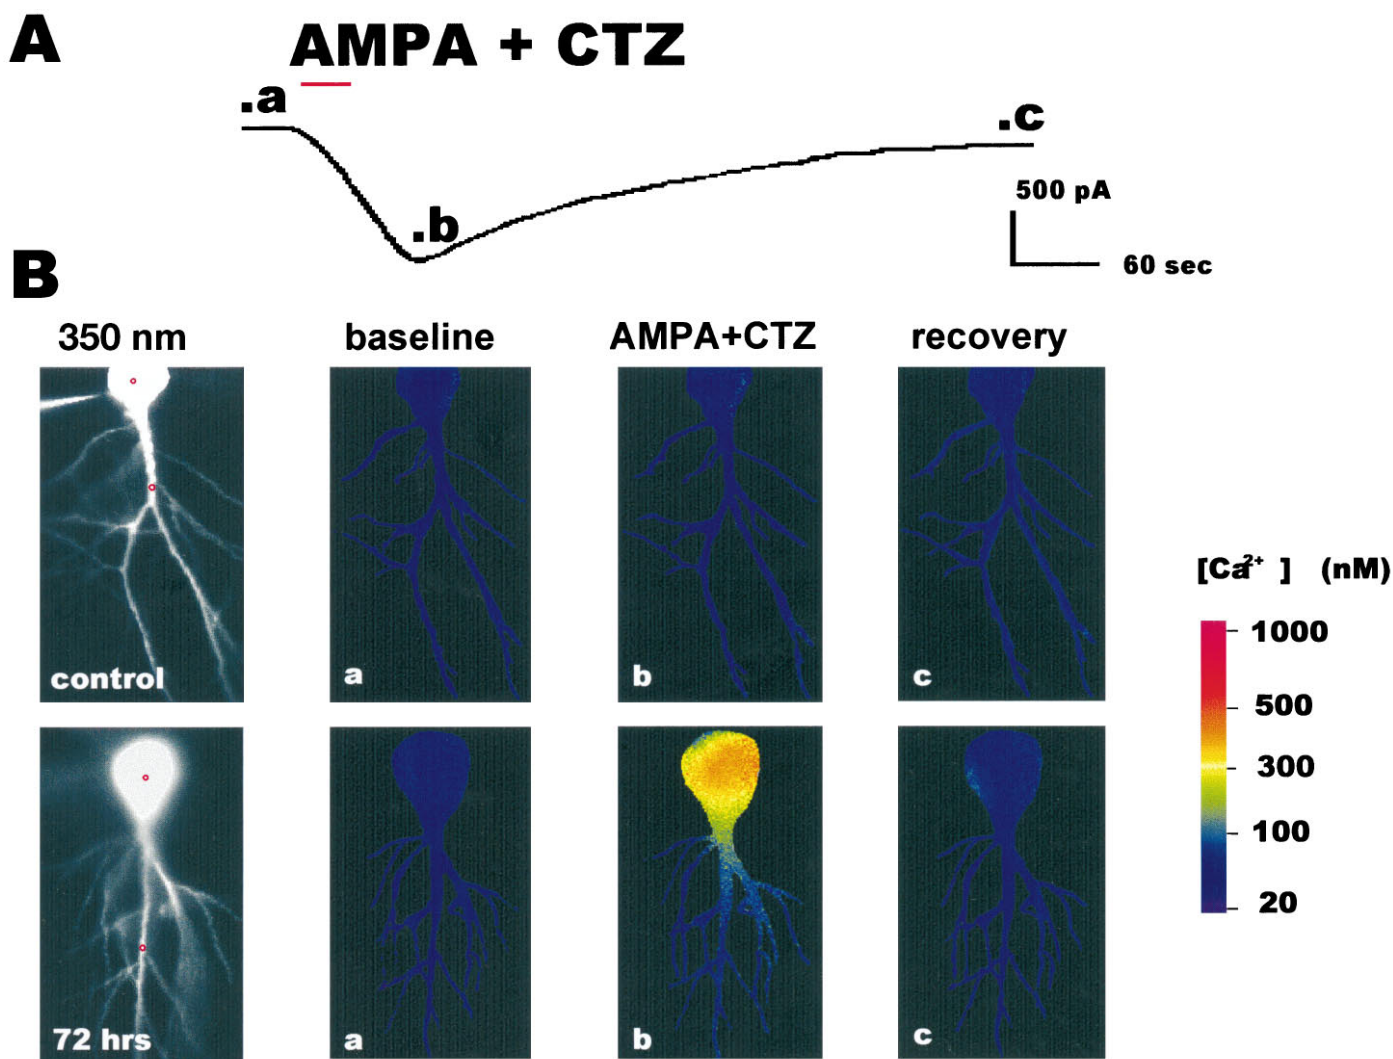 A
AMPA + CTZ
.a
.c
500 pA
.b
60 sec
B
350 nm baseline AMPA+CTZ recovery
[Ca2+ ] (nM)
1000
500
300
100
20
control a b c
72 hrs a b c